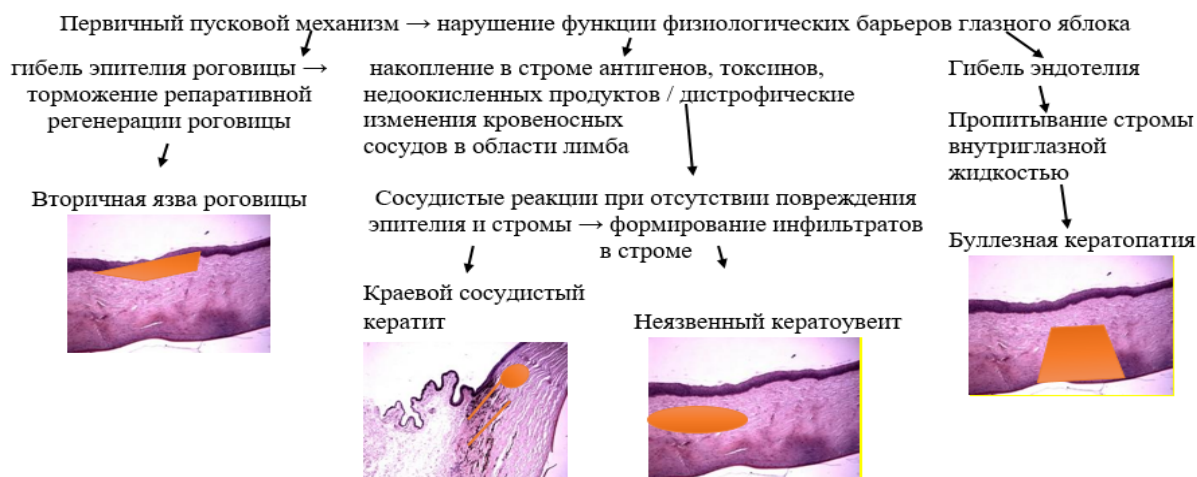 Первичный пусковой механизм → нарушение функции физиологических барьеров глазного яблока
гибель эпителия роговицы →
торможение репаративной
регенерации роговицы
Вторичная язва роговицы
накопление в строме антигенов, токсинов,
недоокисленных продуктов / дистрофические
изменения кровеносных
сосудов в области лимба
Сосудистые реакции при отсутствии повреждения
эпителия и стромы → формирование инфильтратов
в строме
Краевой сосудистый
кератит
Неязвенный кератоувеит
Гибель эндотелия
Пропитывание стромы
внутриглазной
жидкостью
Буллезная кератопатия